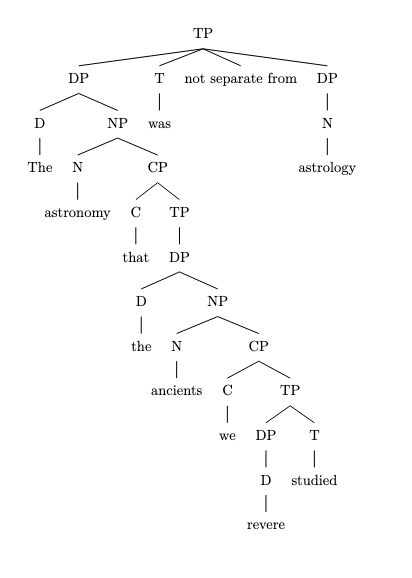 TP
DP T not separate from DP
D NP was N
The N CP astrology
astronomy C TP
that DP
D NP
the N CP
ancients C TP
we DP T
D studied
revere